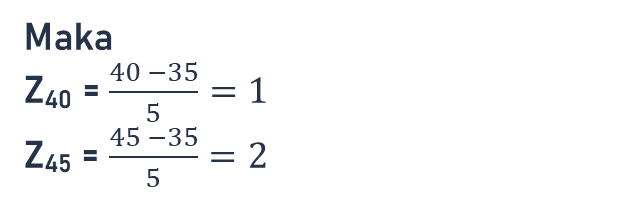 Maka
Z₄₀ = (40 −35)/5 = 1
Z₄₅ = (45 −35)/5 = 2